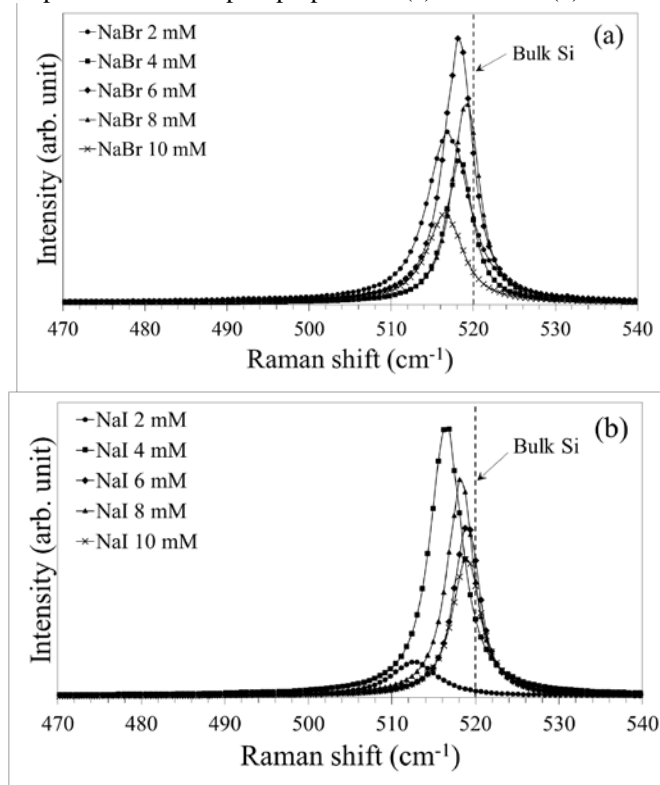 (a)
NaBr 2 mM
NaBr 4 mM
NaBr 6 mM
NaBr 8 mM
NaBr 10 mM
Bulk Si
Intensity (arb. unit)
470 480 490 500 510 520 530 540
Raman shift (cm⁻¹)
(b)
NaI 2 mM
NaI 4 mM
NaI 6 mM
NaI 8 mM
NaI 10 mM
Bulk Si
Intensity (arb. unit)
470 480 490 500 510 520 530 540
Raman shift (cm⁻¹)